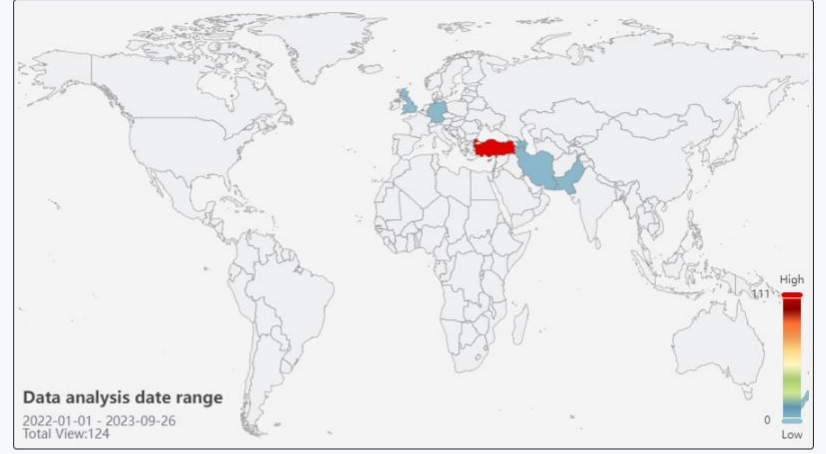 High
111
0
Low
Data analysis date range
2022-01-01 - 2023-09-26
Total View:124